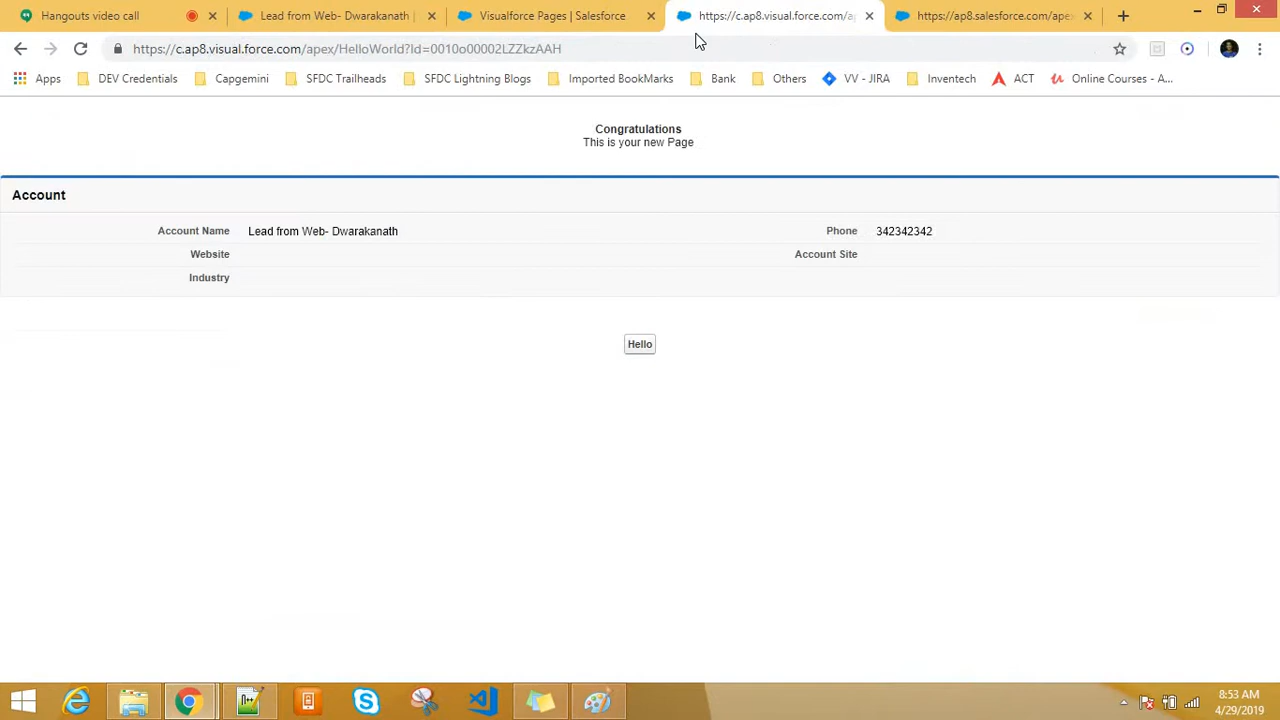 Hangouts video call
Lead from Web- Dwarakanath |
Visualforce Pages | Salesforce
https://c.ap8.visual.force.com/ap
https://ap8.salesforce.com/apex
https://c.ap8.visual.force.com/apex/HelloWorld?Id=0010o00002LZZkzAAH
Apps
DEV Credentials
Capgemini
SFDC Trailheads
SFDC Lightning Blogs
Imported BookMarks
Bank
Others
VV - JIRA
Inventech
ACT
Online Courses - A...
Congratulations
This is your new Page
Account
Account Name Lead from Web- Dwarakanath Phone 342342342
Website Account Site
Industry
Hello
8:53 AM
4/29/2019